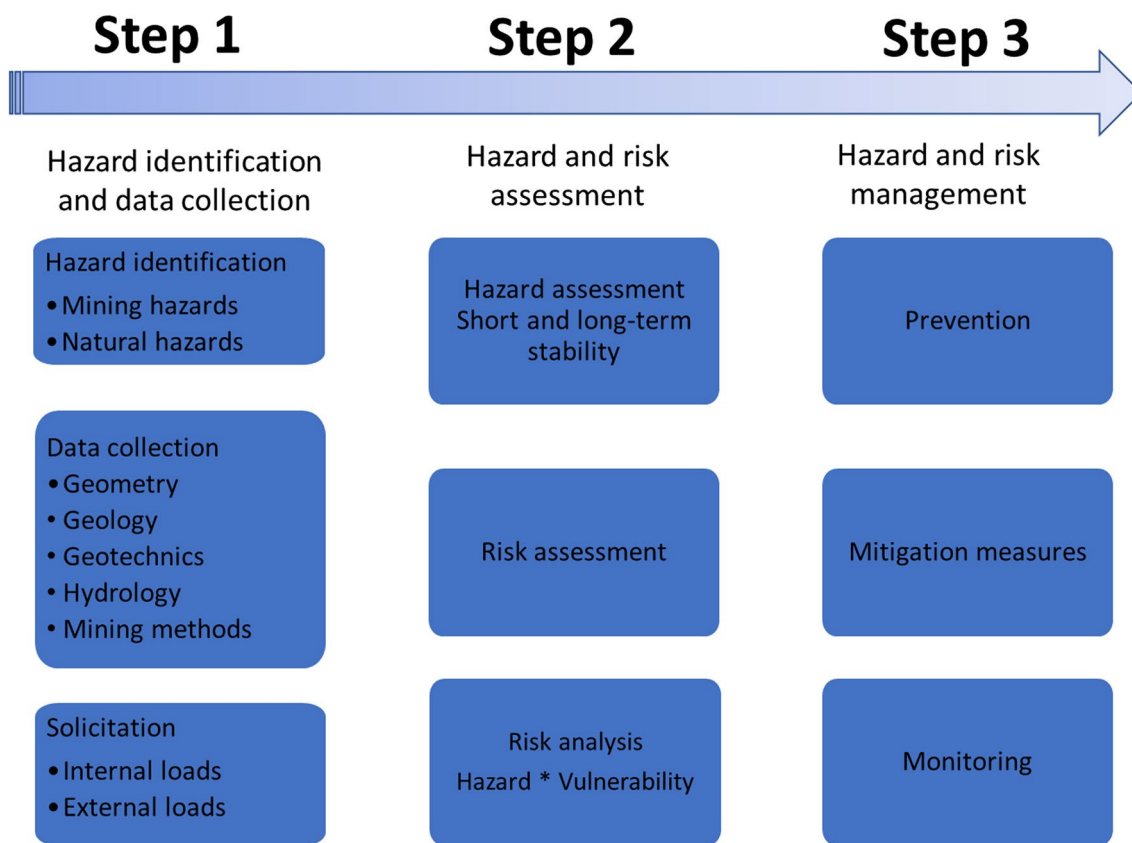 Step 1
Step 2
Step 3
Hazard identification
and data collection
Hazard and risk
assessment
Hazard and risk
management
Hazard identification
• Mining hazards
• Natural hazards
Data collection
• Geometry
• Geology
• Geotechnics
• Hydrology
• Mining methods
Solicitation
• Internal loads
• External loads
Hazard assessment
Short and long-term
stability
Risk assessment
Risk analysis
Hazard * Vulnerability
Prevention
Mitigation measures
Monitoring